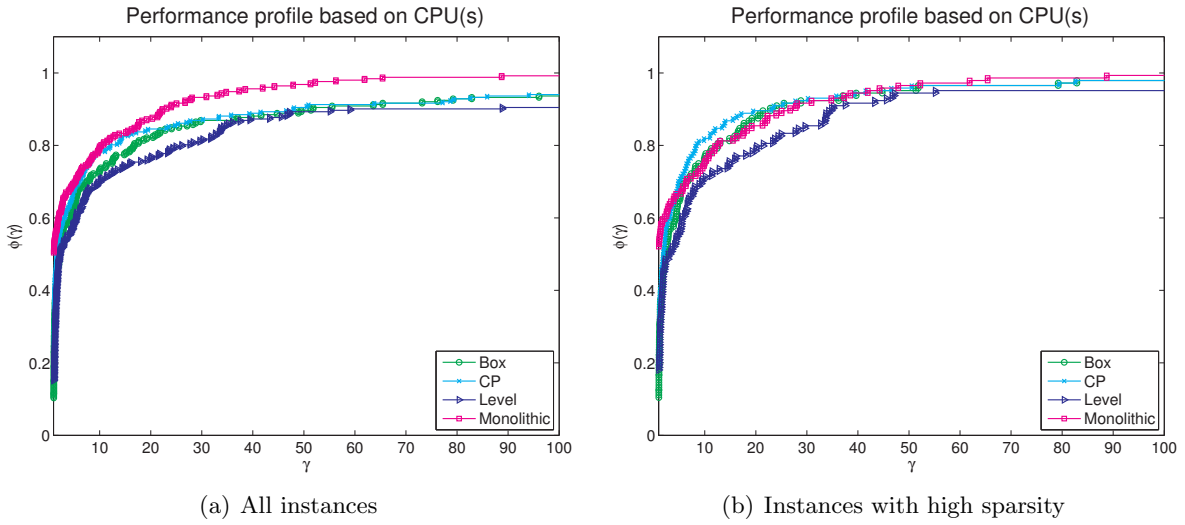 Performance profile based on CPU(s)
1
0.8
0.6
0.4
0.2
0
ϕ(γ)
10 20 30 40 50 60 70 80 90 100
γ
Box
CP
Level
Monolithic
(a) All instances
Performance profile based on CPU(s)
1
0.8
0.6
0.4
0.2
0
ϕ(γ)
10 20 30 40 50 60 70 80 90 100
γ
Box
CP
Level
Monolithic
(b) Instances with high sparsity